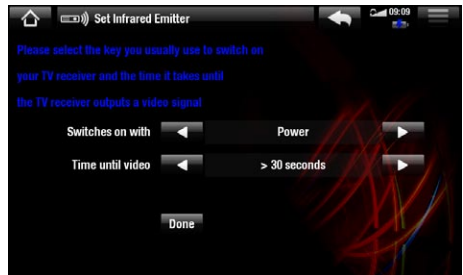 Set Infrared Emitter
09:09
Please select the key you usually use to switch on
your TV receiver and the time it takes until
the TV receiver outputs a video signal
Switches on with
Power
Time until video
> 30 seconds
Done